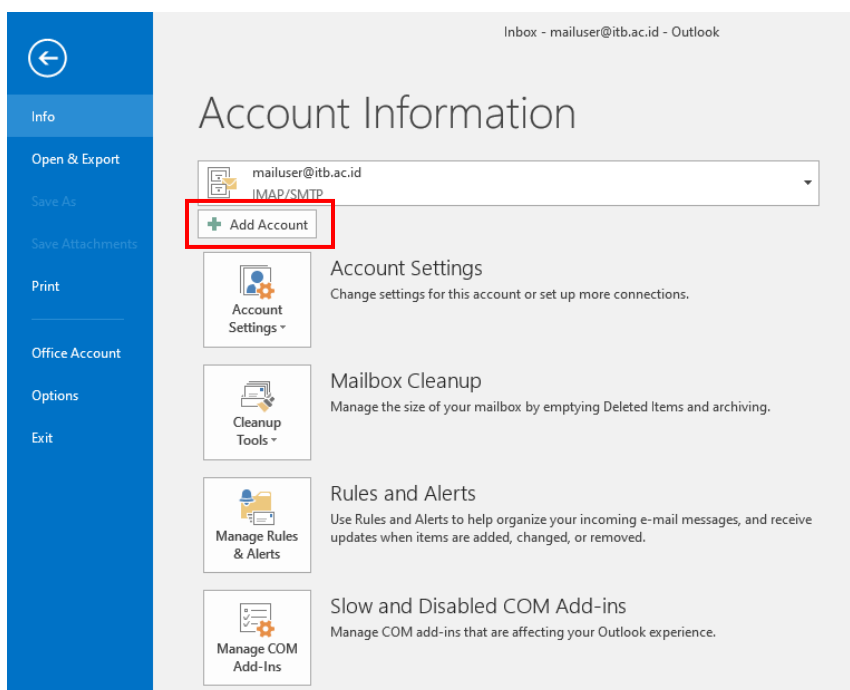 Inbox - mailuser@itb.ac.id - Outlook
Info
Open & Export
Save As
Save Attachments
Print
Office Account
Options
Exit
Account Information
mailuser@itb.ac.id
IMAP/SMTP
Add Account
Account
Settings
Account Settings
Change settings for this account or set up more connections.
Cleanup
Tools
Mailbox Cleanup
Manage the size of your mailbox by emptying Deleted Items and archiving.
Manage Rules
& Alerts
Rules and Alerts
Use Rules and Alerts to help organize your incoming e-mail messages, and receive
updates when items are added, changed, or removed.
Manage COM
Add-Ins
Slow and Disabled COM Add-ins
Manage COM add-ins that are affecting your Outlook experience.